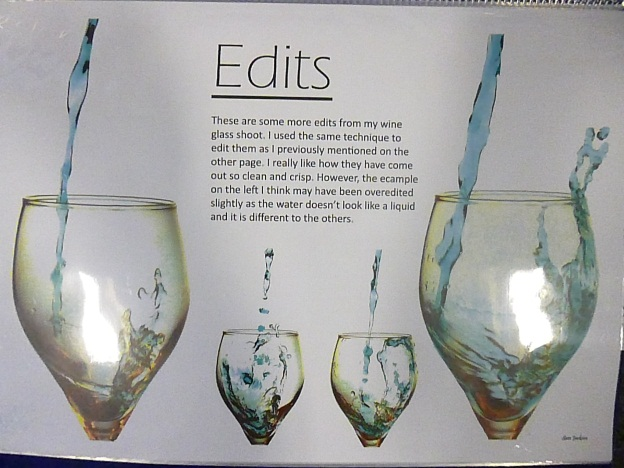 Edits
These are some more edits from my wine
glass shoot. I used the same technique to
edit them as I previously mentioned on the
other page. I really like how they have come
out so clean and crisp. However, the ecample
on the left I think may have been overedited
slightly as the water doesn't look like a liquid
and it is different to the others.